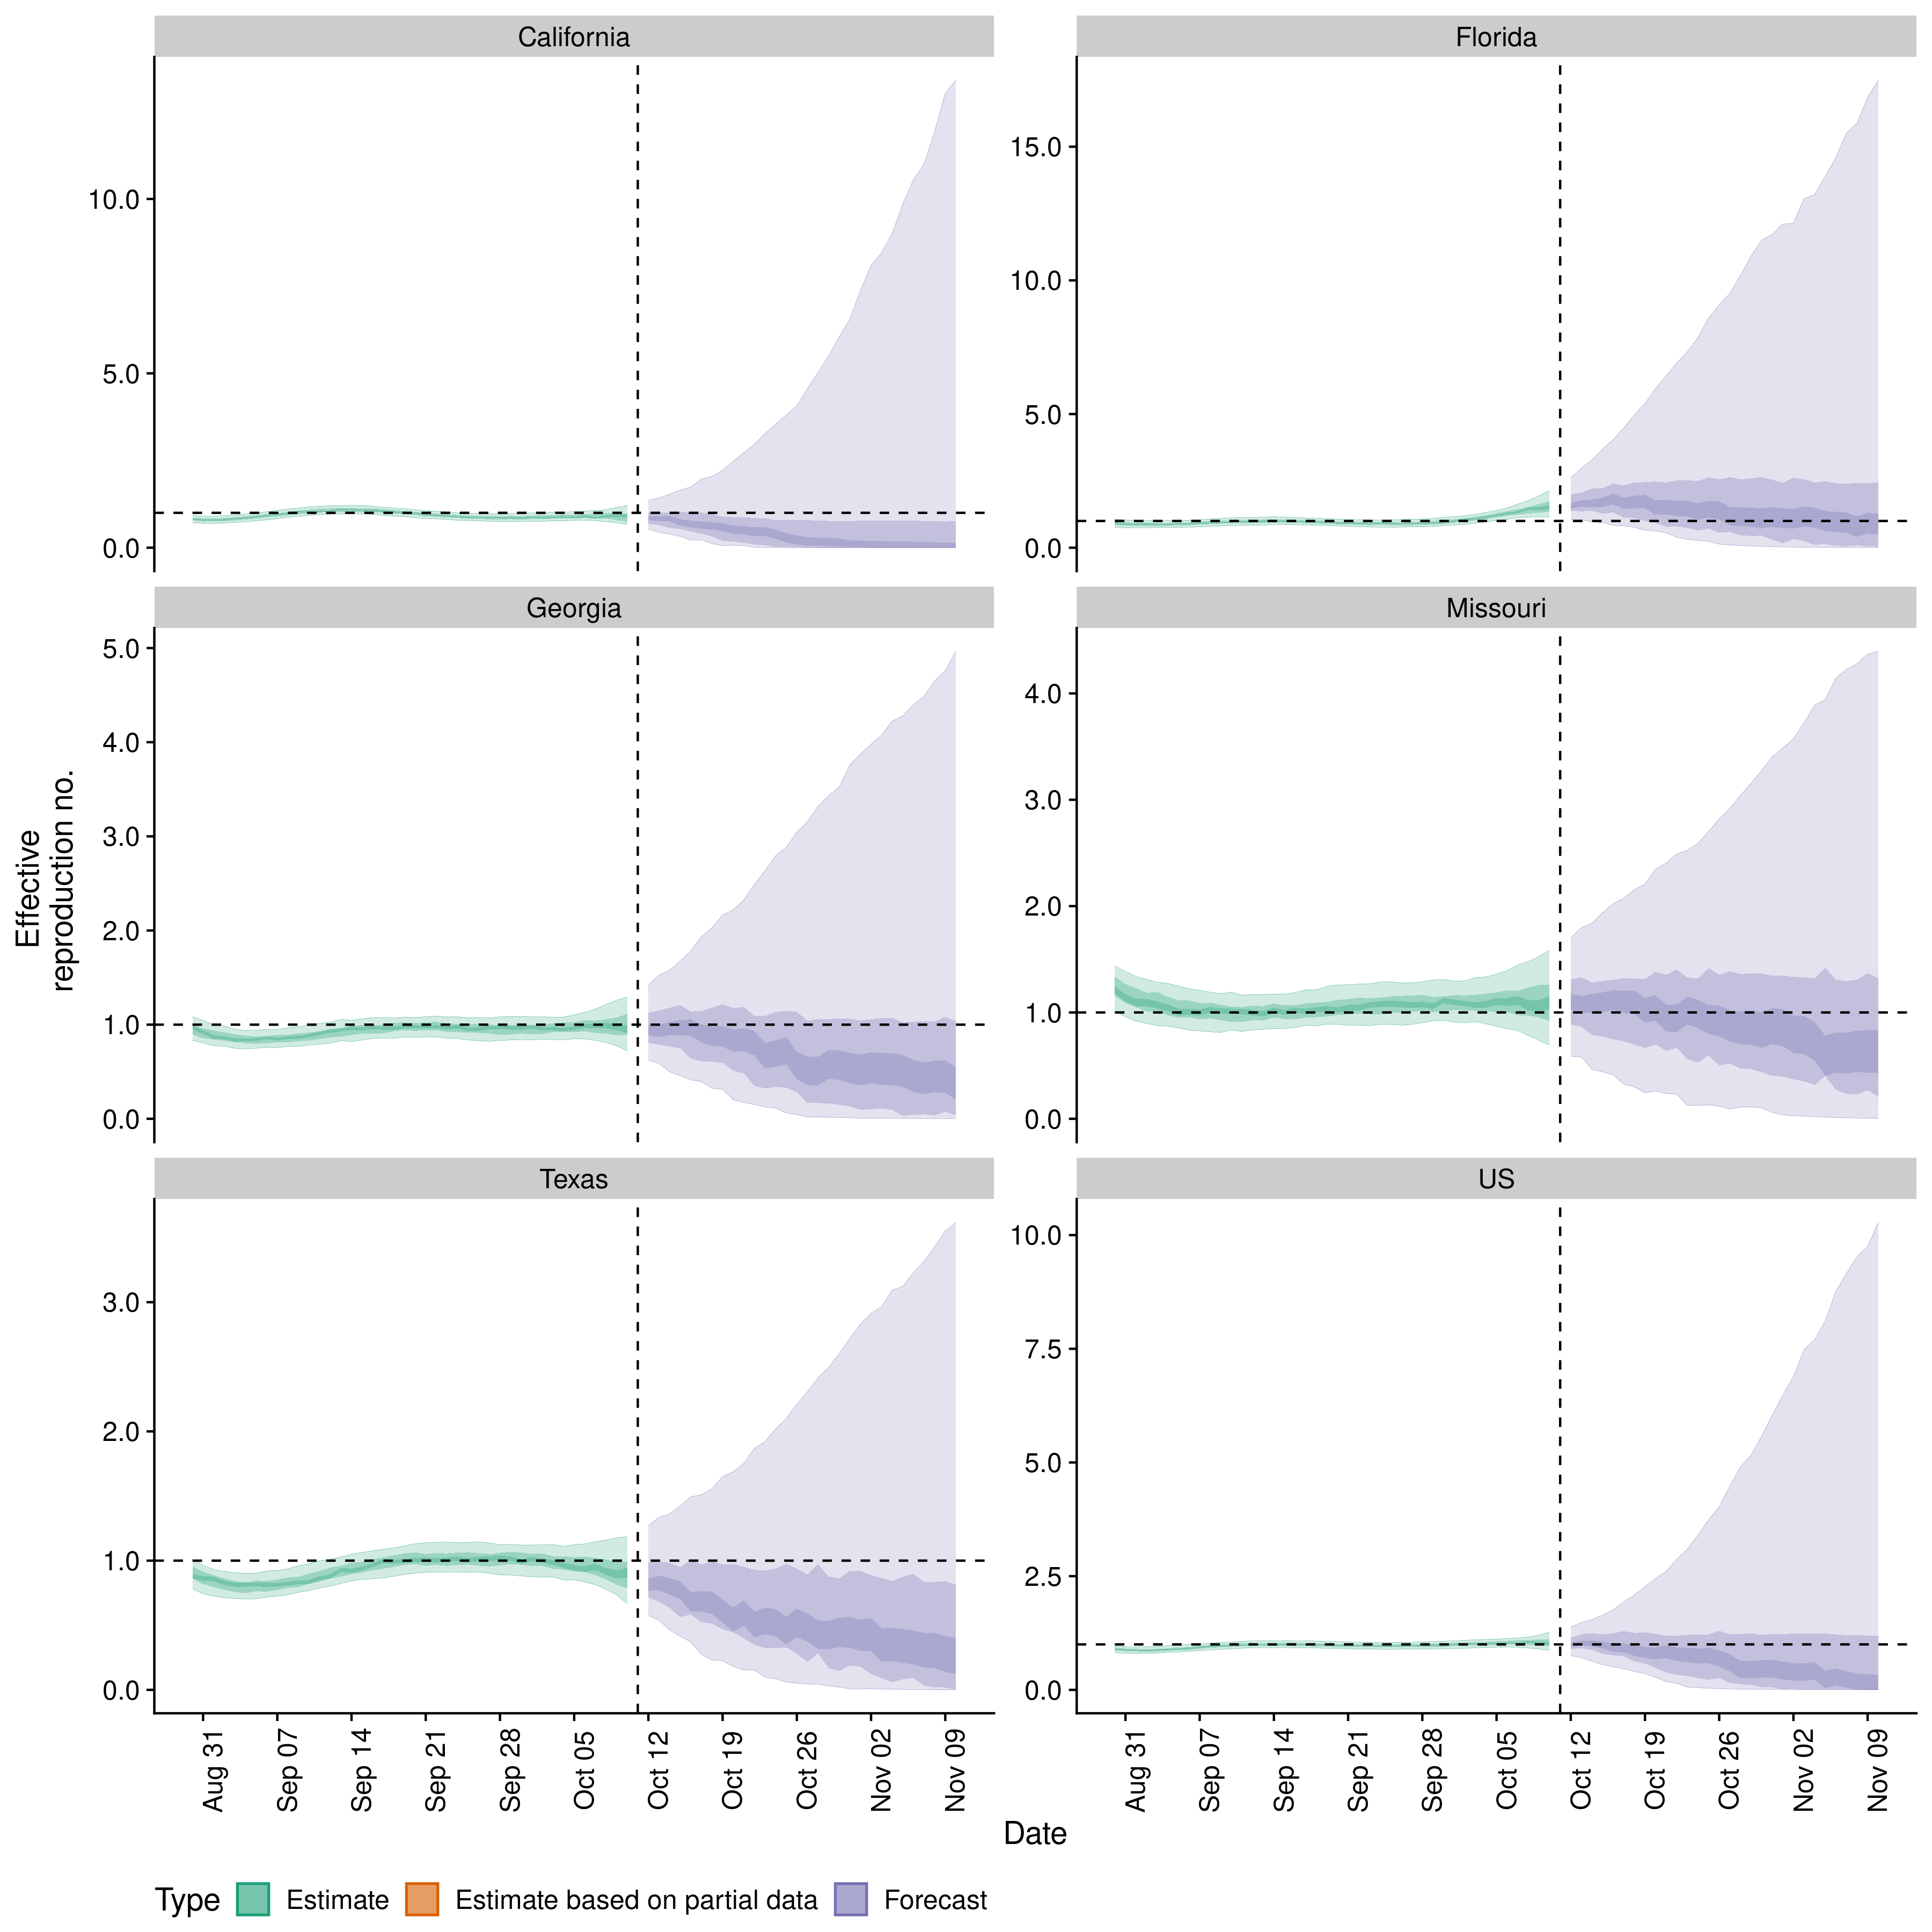 California
Florida
10.0
5.0
0.0
15.0
10.0
5.0
0.0
Georgia
Missouri
5.0
4.0
3.0
2.0
1.0
0.0
4.0
3.0
2.0
1.0
0.0
Effective
reproduction no.
Texas
US
3.0
2.0
1.0
0.0
10.0
7.5
5.0
2.5
0.0
Aug 31
Sep 07
Sep 14
Sep 21
Sep 28
Oct 05
Oct 12
Oct 19
Oct 26
Nov 02
Nov 09
Aug 31
Sep 07
Sep 14
Sep 21
Sep 28
Oct 05
Oct 12
Oct 19
Oct 26
Nov 02
Nov 09
Date
Type Estimate Estimate based on partial data Forecast